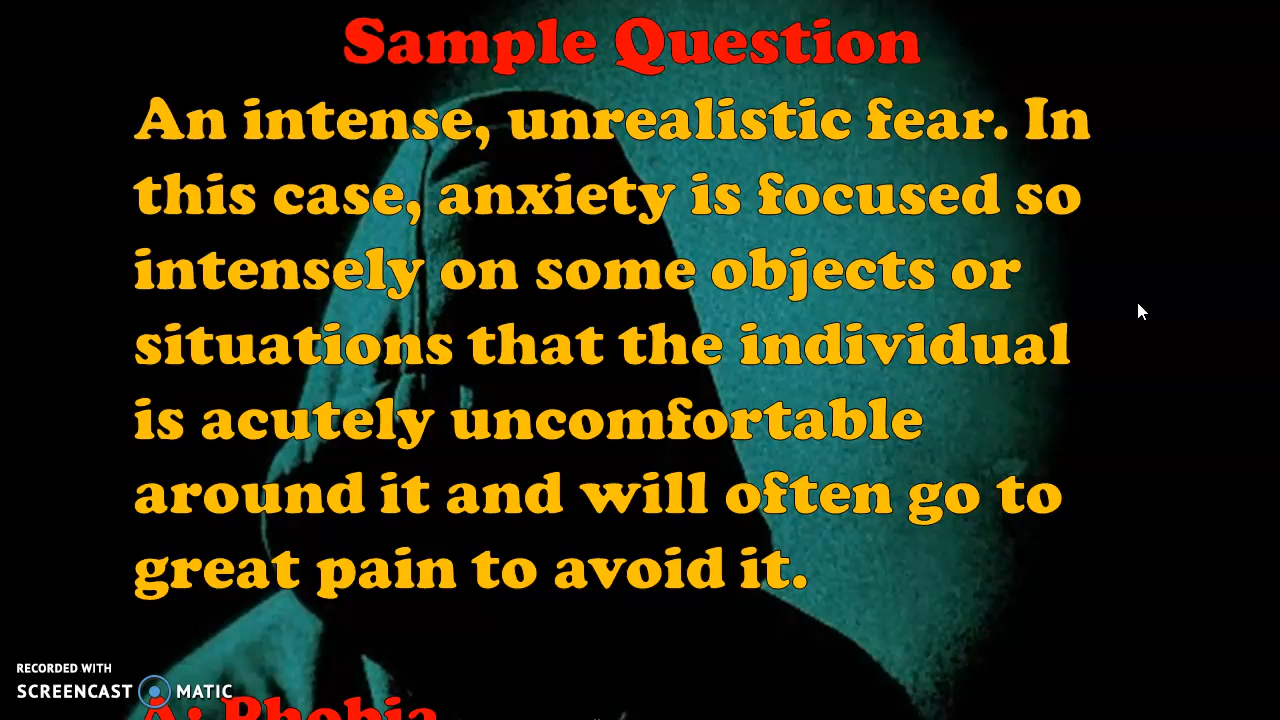 Sample Question
An intense, unrealistic fear. In
this case, anxiety is focused so
intensely on some objects or
situations that the individual
is acutely uncomfortable
around it and will often go to
great pain to avoid it.
RECORDED WITH
SCREENCAST MATIC
A: Phobia